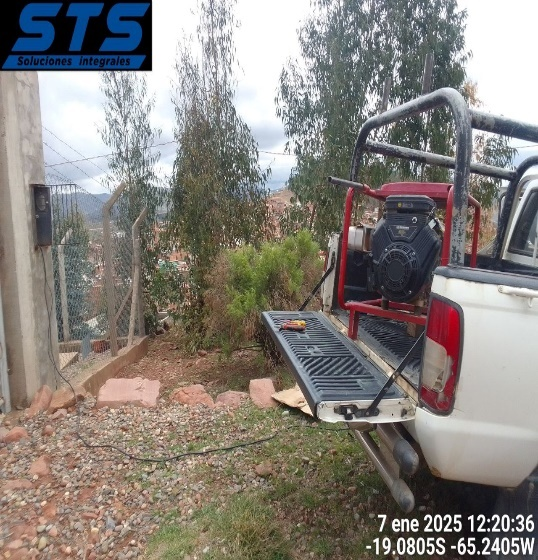 STS
Soluciones integrales
7 ene 2025 12:20:36
-19.0805S -65.2405W